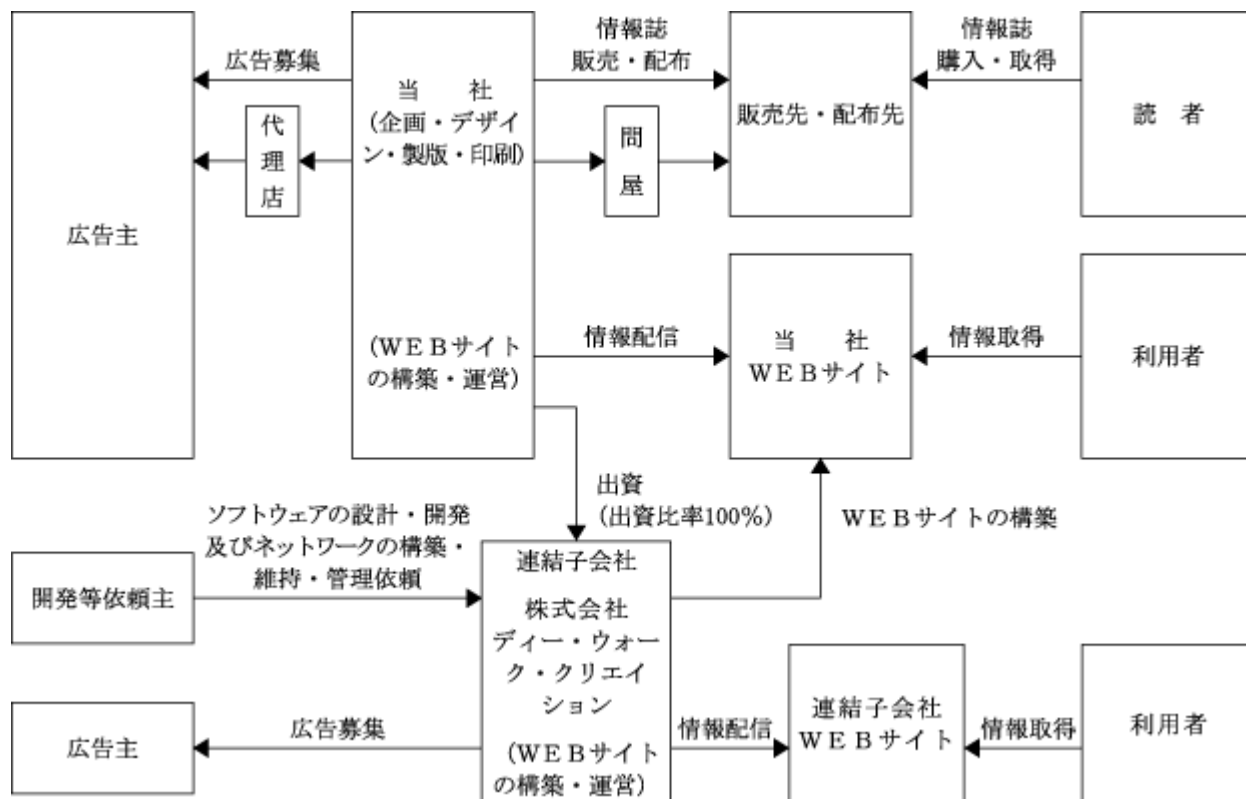 広告主
広告募集
代
理
店
当　社
(企画・デザイ
ン・製版・印刷)
(ＷＥＢサイト
の構築・運営)
情報誌
販売・配布
問
屋
販売先・配布先
情報誌
購入・取得
読　者
情報配信
当　社
ＷＥＢサイト
情報取得
利用者
出資
(出資比率100％)
ＷＥＢサイトの構築
開発等依頼主
ソフトウェアの設計・開発
及びネットワークの構築・
維持・管理依頼
連結子会社
株式会社
ディー・ウォー
ク・クリエイ
ション
(ＷＥＢサイト
の構築・運営)
広告主
広告募集
情報配信
連結子会社
ＷＥＢサイト
情報取得
利用者